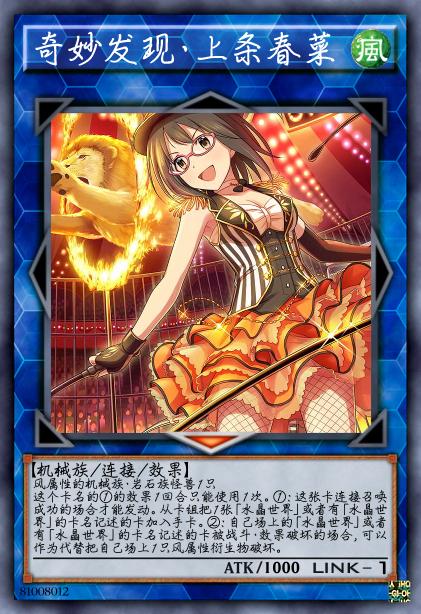 奇妙发现·上条春菜
風
【机械族/连接/效果】
风属性的机械族·岩石族怪兽1只
这个卡名的①的效果1回合只能使用1次。①：这张卡连接召唤
成功的场合才能发动。从卡组把1张「水晶世界」或者有「水晶世
界」的卡名记述的卡加入手卡。②：自己场上的「水晶世界」或者
有「水晶世界」的卡名记述的卡被战斗·效果破坏的场合，可以
作为代替把自己场上1只风属性衍生物破坏。
ATK/1000 LINK-1
81008012